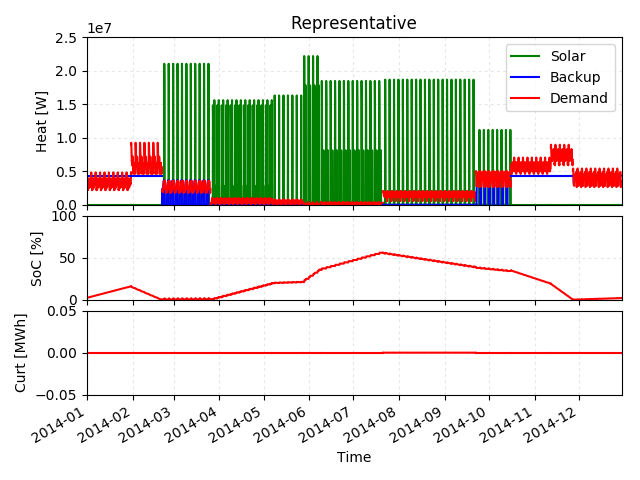 Representative
1e7
2.5
2.0
1.5
1.0
0.5
0.0
Heat [W]
Solar
Backup
Demand
100
50
0
SoC [%]
0.05
0.00
−0.05
Curt [MWh]
2014-01
2014-02
2014-03
2014-04
2014-05
2014-06
2014-07
2014-08
2014-09
2014-10
2014-11
2014-12
Time